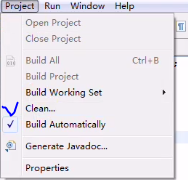 Project Run Window Help
Open Project
Close Project
Build All Ctrl+B
Build Project
Build Working Set
Clean...
Build Automatically
Generate Javadoc...
Properties